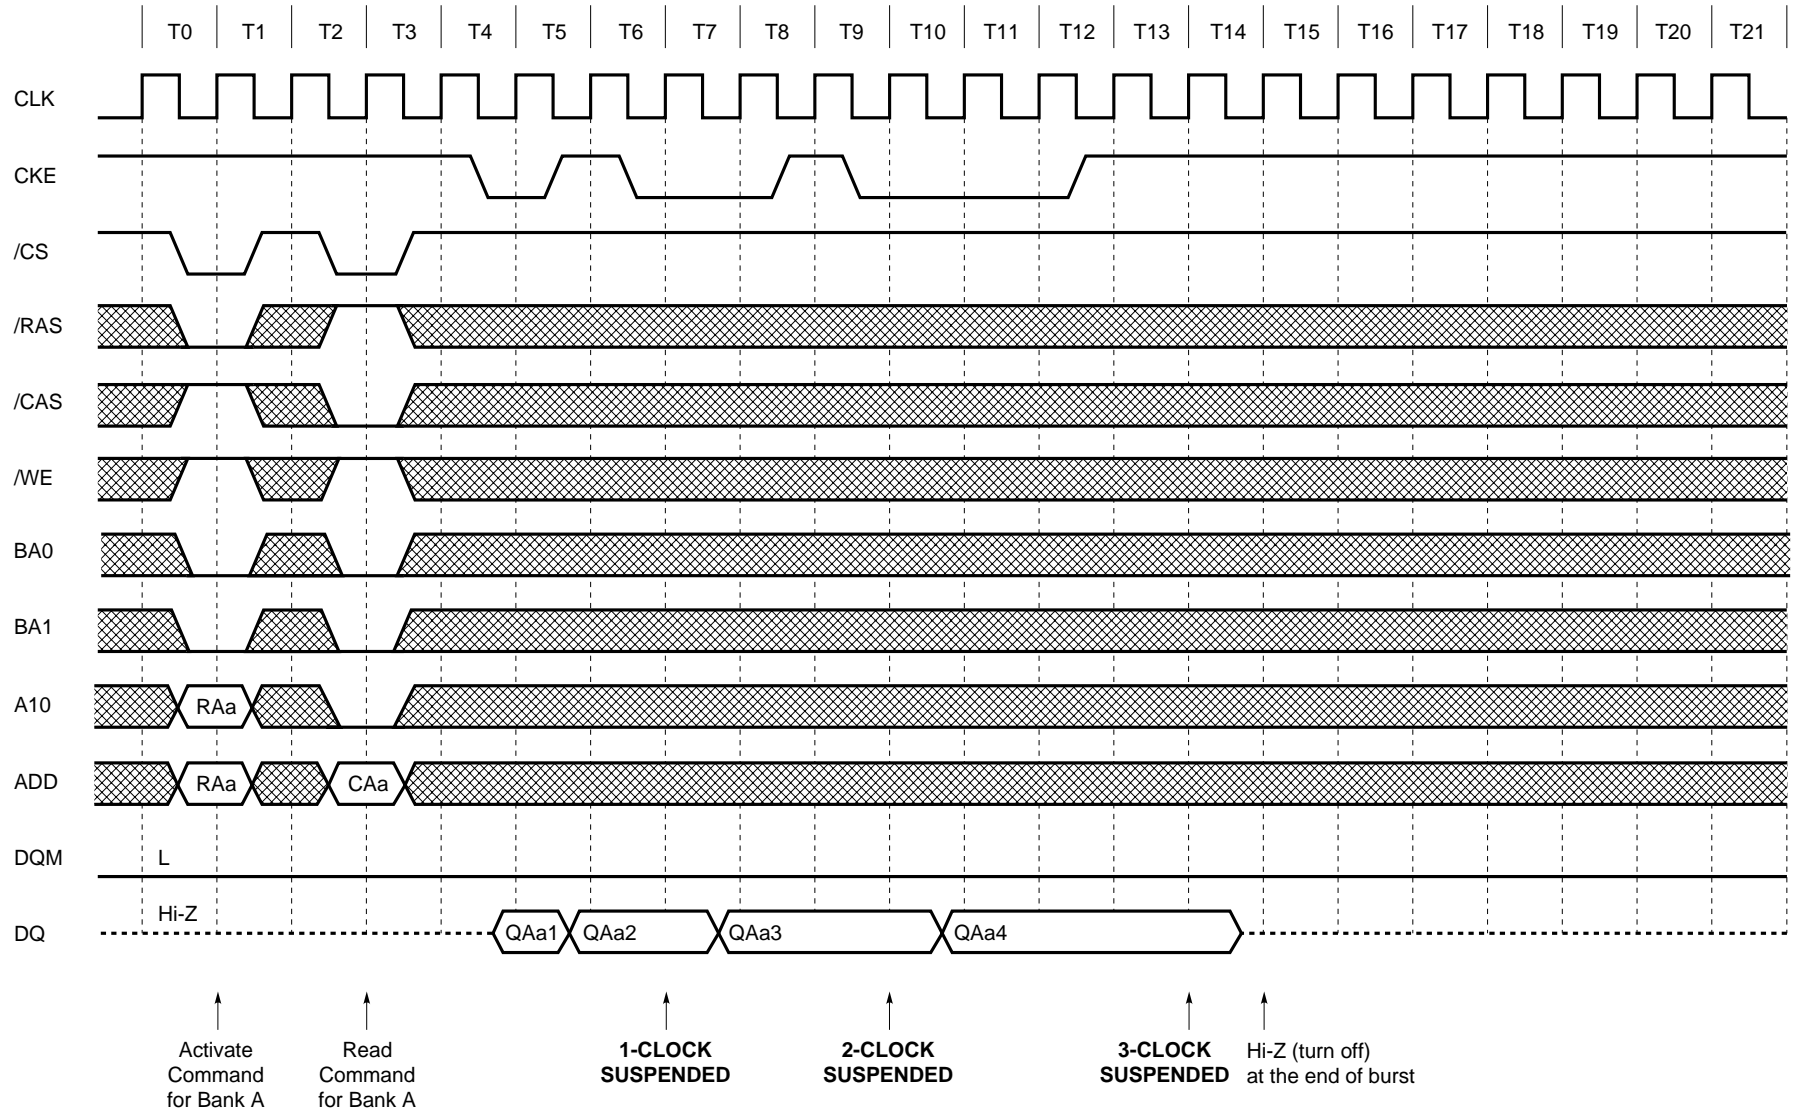 T0 T1 T2 T3 T4 T5 T6 T7 T8 T9 T10 T11 T12 T13 T14 T15 T16 T17 T18 T19 T20 T21
CLK
CKE
/CS
/RAS
/CAS
/WE
BA0
BA1
A10 RAa
ADD RAa CAa
DQM L
Hi-Z
DQ QAa1 QAa2 QAa3 QAa4
Activate
Command
for Bank A
Read
Command
for Bank A
1-CLOCK
SUSPENDED
2-CLOCK
SUSPENDED
3-CLOCK
SUSPENDED
Hi-Z (turn off)
at the end of burst